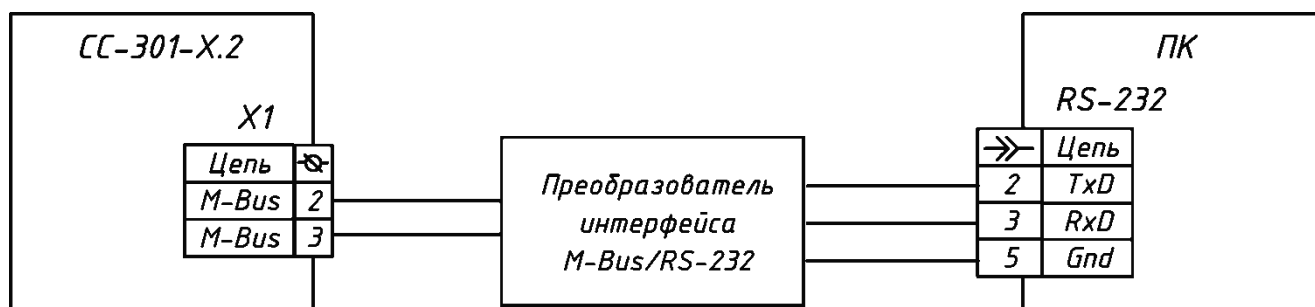 СС-301-Х.2
X1
Цепь
M-Bus 2
M-Bus 3
Преобразователь
интерфейса
M-Bus/RS-232
ПК
RS-232
Цепь
2 TxD
3 RxD
5 Gnd